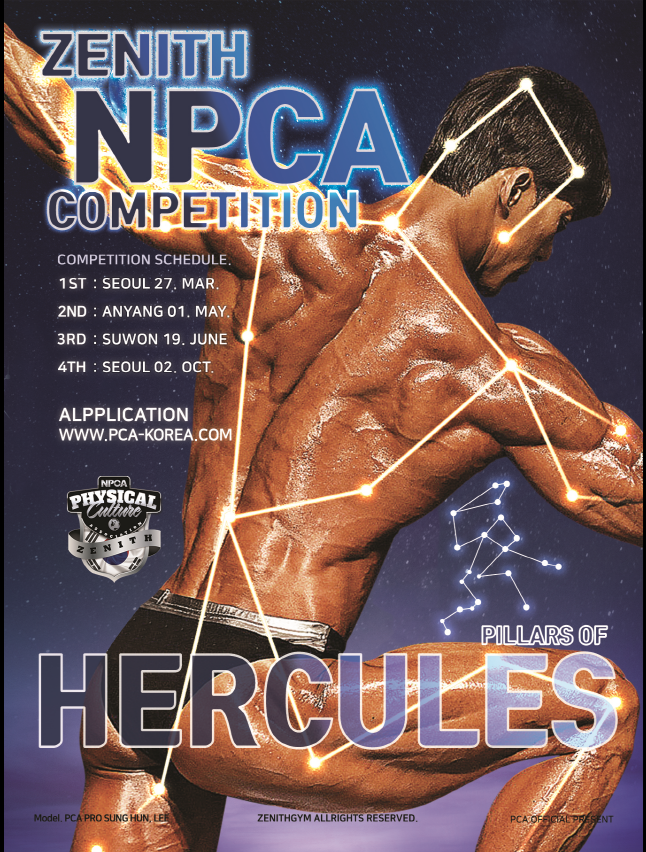 ZENITH
NPCA
COMPETITION
COMPETITION SCHEDULE.
1ST : SEOUL 27. MAR.
2ND : ANYANG 01. MAY.
3RD : SUWON 19. JUNE
4TH : SEOUL 02. OCT.
ALPPLICATION
WWW.PCA-KOREA.COM
NPCA
PHYSICAL
Culture
ZENITH
PILLARS OF
HERCULES
Model. PCA PRO SUNG HUN, LEE
ZENITHGYM ALLRIGHTS RESERVED.
PCA OFFICIAL PRESENT